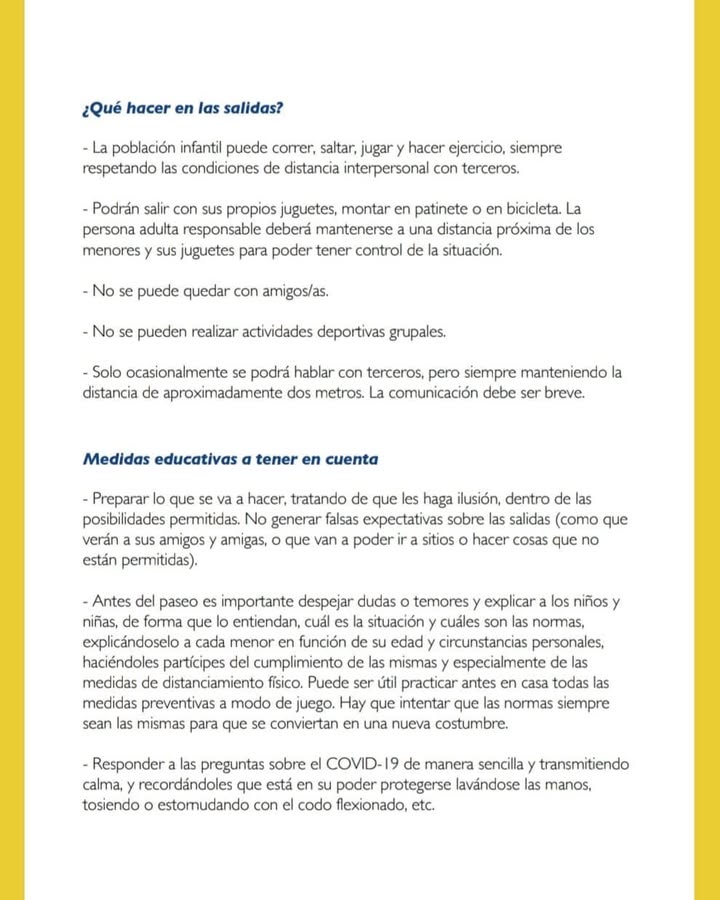 ¿Qué hacer en las salidas?
- La población infantil puede correr, saltar, jugar y hacer ejercicio, siempre
respetando las condiciones de distancia interpersonal con terceros.
- Podrán salir con sus propios juguetes, montar en patinete o en bicicleta. La
persona adulta responsable deberá mantenerse a una distancia próxima de los
menores y sus juguetes para poder tener control de la situación.
- No se puede quedar con amigos/as.
- No se pueden realizar actividades deportivas grupales.
- Solo ocasionalmente se podrá hablar con terceros, pero siempre manteniendo la
distancia de aproximadamente dos metros. La comunicación debe ser breve.
Medidas educativas a tener en cuenta
- Preparar lo que se va a hacer, tratando de que les haga ilusión, dentro de las
posibilidades permitidas. No generar falsas expectativas sobre las salidas (como que
verán a sus amigos y amigas, o que van a poder ir a sitios o hacer cosas que no
están permitidas).
- Antes del paseo es importante despejar dudas o temores y explicar a los niños y
niñas, de forma que lo entiendan, cuál es la situación y cuáles son las normas,
explicándoselo a cada menor en función de su edad y circunstancias personales,
haciéndoles partícipes del cumplimiento de las mismas y especialmente de las
medidas de distanciamiento físico. Puede ser útil practicar antes en casa todas las
medidas preventivas a modo de juego. Hay que intentar que las normas siempre
sean las mismas para que se conviertan en una nueva costumbre.
- Responder a las preguntas sobre el COVID-19 de manera sencilla y transmitiendo
calma, y recordándoles que está en su poder protegerse lavándose las manos,
tosiendo o estornudando con el codo flexionado, etc.